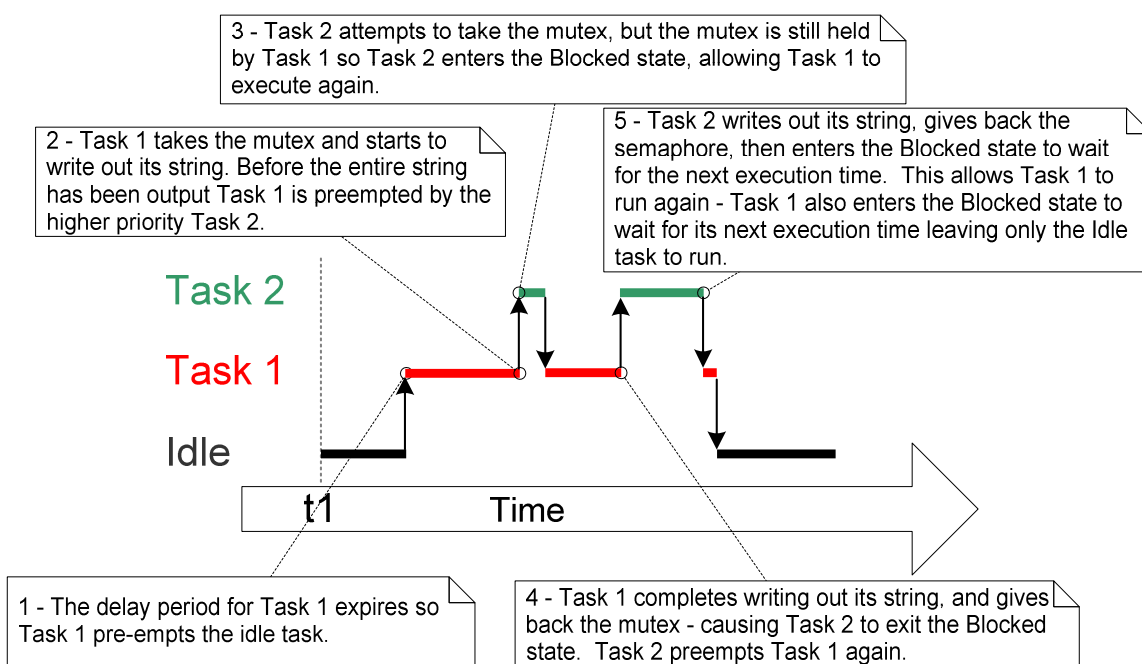 3 - Task 2 attempts to take the mutex, but the mutex is still held
by Task 1 so Task 2 enters the Blocked state, allowing Task 1 to
execute again.
2 - Task 1 takes the mutex and starts to
write out its string. Before the entire string
has been output Task 1 is preempted by the
higher priority Task 2.
5 - Task 2 writes out its string, gives back the
semaphore, then enters the Blocked state to wait
for the next execution time.  This allows Task 1 to
run again - Task 1 also enters the Blocked state to
wait for its next execution time leaving only the Idle
task to run.
Task 2
Task 1
Idle
t1
Time
1 - The delay period for Task 1 expires so
Task 1 pre-empts the idle task.
4 - Task 1 completes writing out its string, and gives
back the mutex - causing Task 2 to exit the Blocked
state.  Task 2 preempts Task 1 again.